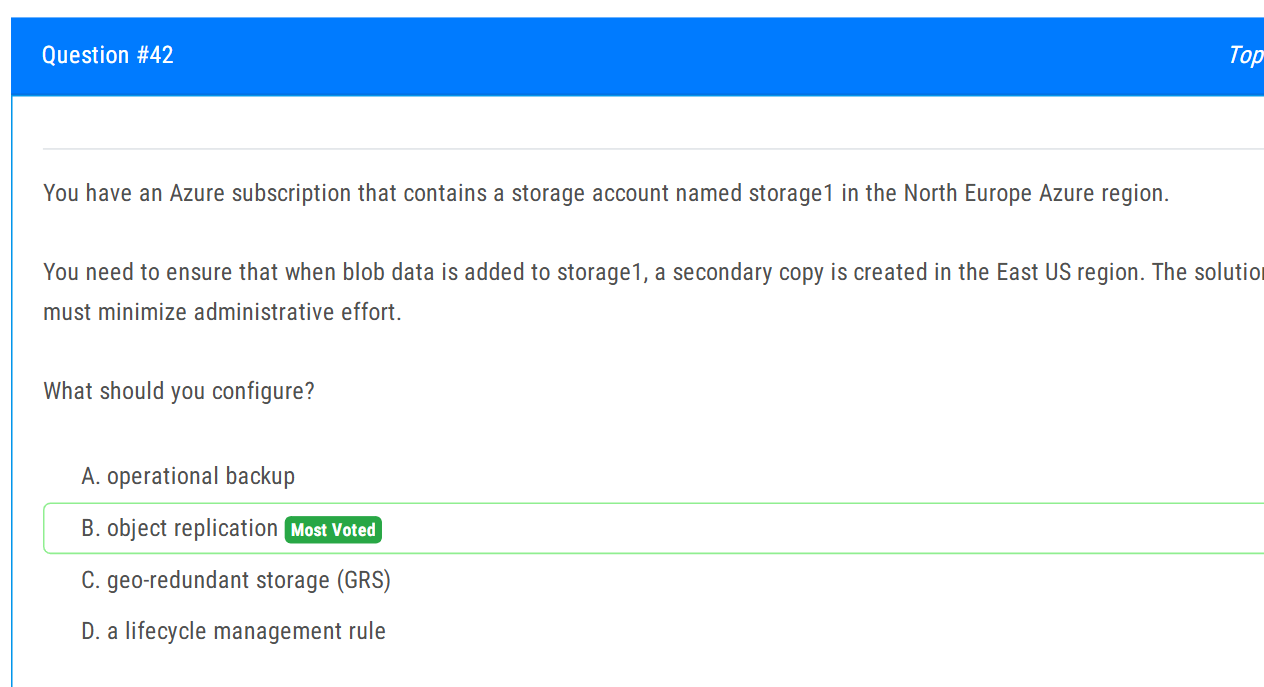 Question #42
Top
You have an Azure subscription that contains a storage account named storage1 in the North Europe Azure region.
You need to ensure that when blob data is added to storage1, a secondary copy is created in the East US region. The solution
must minimize administrative effort.
What should you configure?
A. operational backup
B. object replication Most Voted
C. geo-redundant storage (GRS)
D. a lifecycle management rule